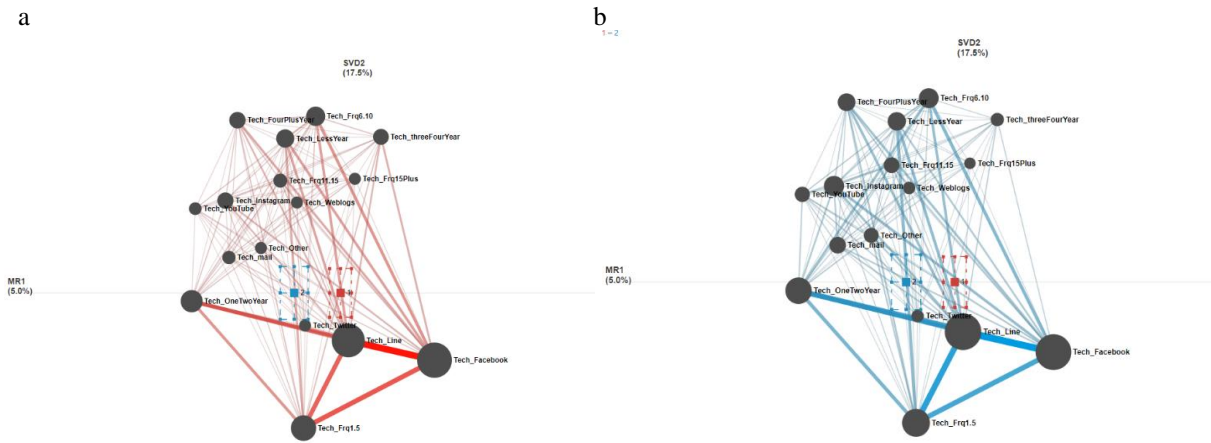 a
SVD2
(17.5%)
Tech_FourPlusYear
Tech_Frq6.10
Tech_LessYear
Tech_threeFourYear
Tech_Frq11.15
Tech_Frq15Plus
Tech_Instagram
Tech_Weblogs
Tech_YouTube
Tech_Other
Tech_mail
MR1
(5.0%)
2
Tech_OneTwoYear
Tech_Twitter
Tech_Line
Tech_Facebook
Tech_Frq1.5
b
1 – 2
SVD2
(17.5%)
Tech_FourPlusYear
Tech_Frq6.10
Tech_LessYear
Tech_threeFourYear
Tech_Frq11.15
Tech_Frq15Plus
Tech_Instagram
Tech_Weblogs
Tech_YouTube
Tech_Other
Tech_mail
MR1
(5.0%)
2
Tech_OneTwoYear
Tech_Twitter
Tech_Line
Tech_Facebook
Tech_Frq1.5